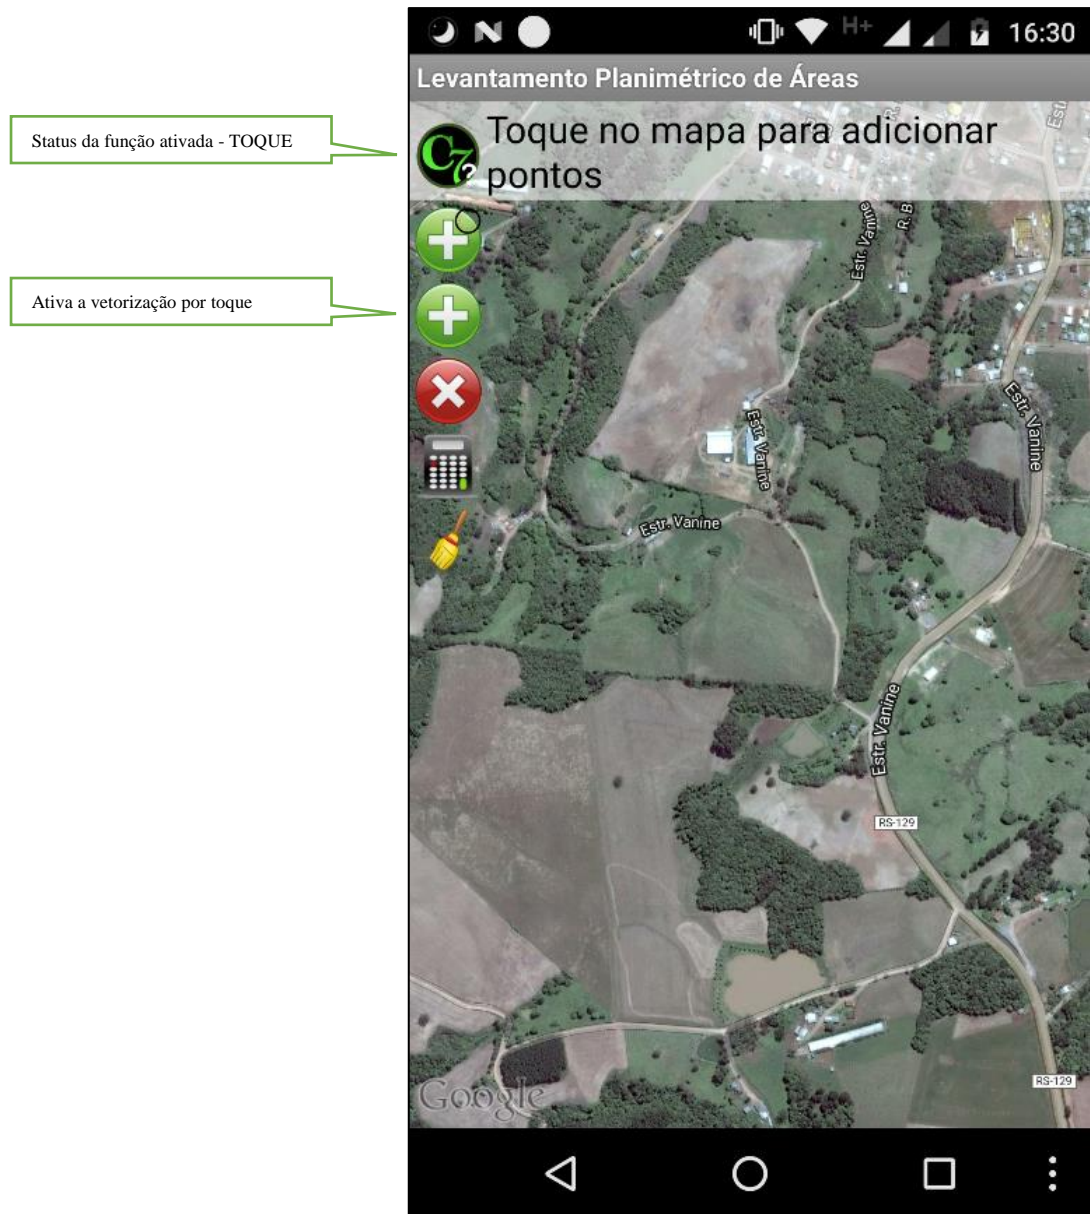 H+
16:30
Levantamento Planimétrico de Áreas
Status da função ativada - TOQUE
C7?
Toque no mapa para adicionar
pontos
Estr. Vanine
R. B
Ativa a vetorização por toque
Estr. Vanine
Estr. Vanine
Estr. Vanine
Estr. Vanine
RS-129
RS-129
Google